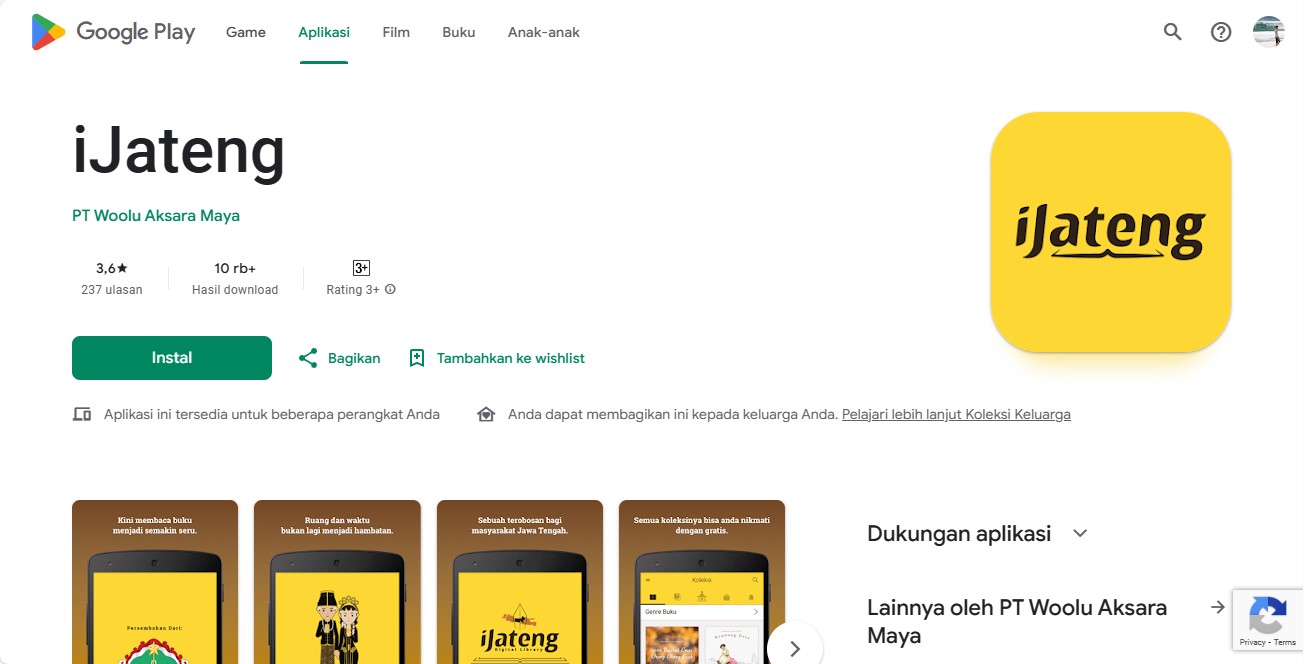 Google Play
Game
Aplikasi
Film
Buku
Anak-anak
iJateng
PT Woolu Aksara Maya
3,6★
237 ulasan
10 rb+
Hasil download
3+
Rating 3+
Instal
Bagikan
Tambahkan ke wishlist
Aplikasi ini tersedia untuk beberapa perangkat Anda
Anda dapat membagikan ini kepada keluarga Anda. Pelajari lebih lanjut Koleksi Keluarga
iJateng
Kini membaca buku
menjadi semakin seru.
Persembahan Dari:
Ruang dan waktu
bukan lagi menjadi hambatan.
Sebuah terobosan bagi
masyarakat Jawa Tengah.
iJateng
Digital Library
Semua koleksinya bisa anda nikmati
dengan gratis.
Koleksi
Genre Buku
Dukungan aplikasi
Lainnya oleh PT Woolu Aksara
Maya
Privacy - Terms